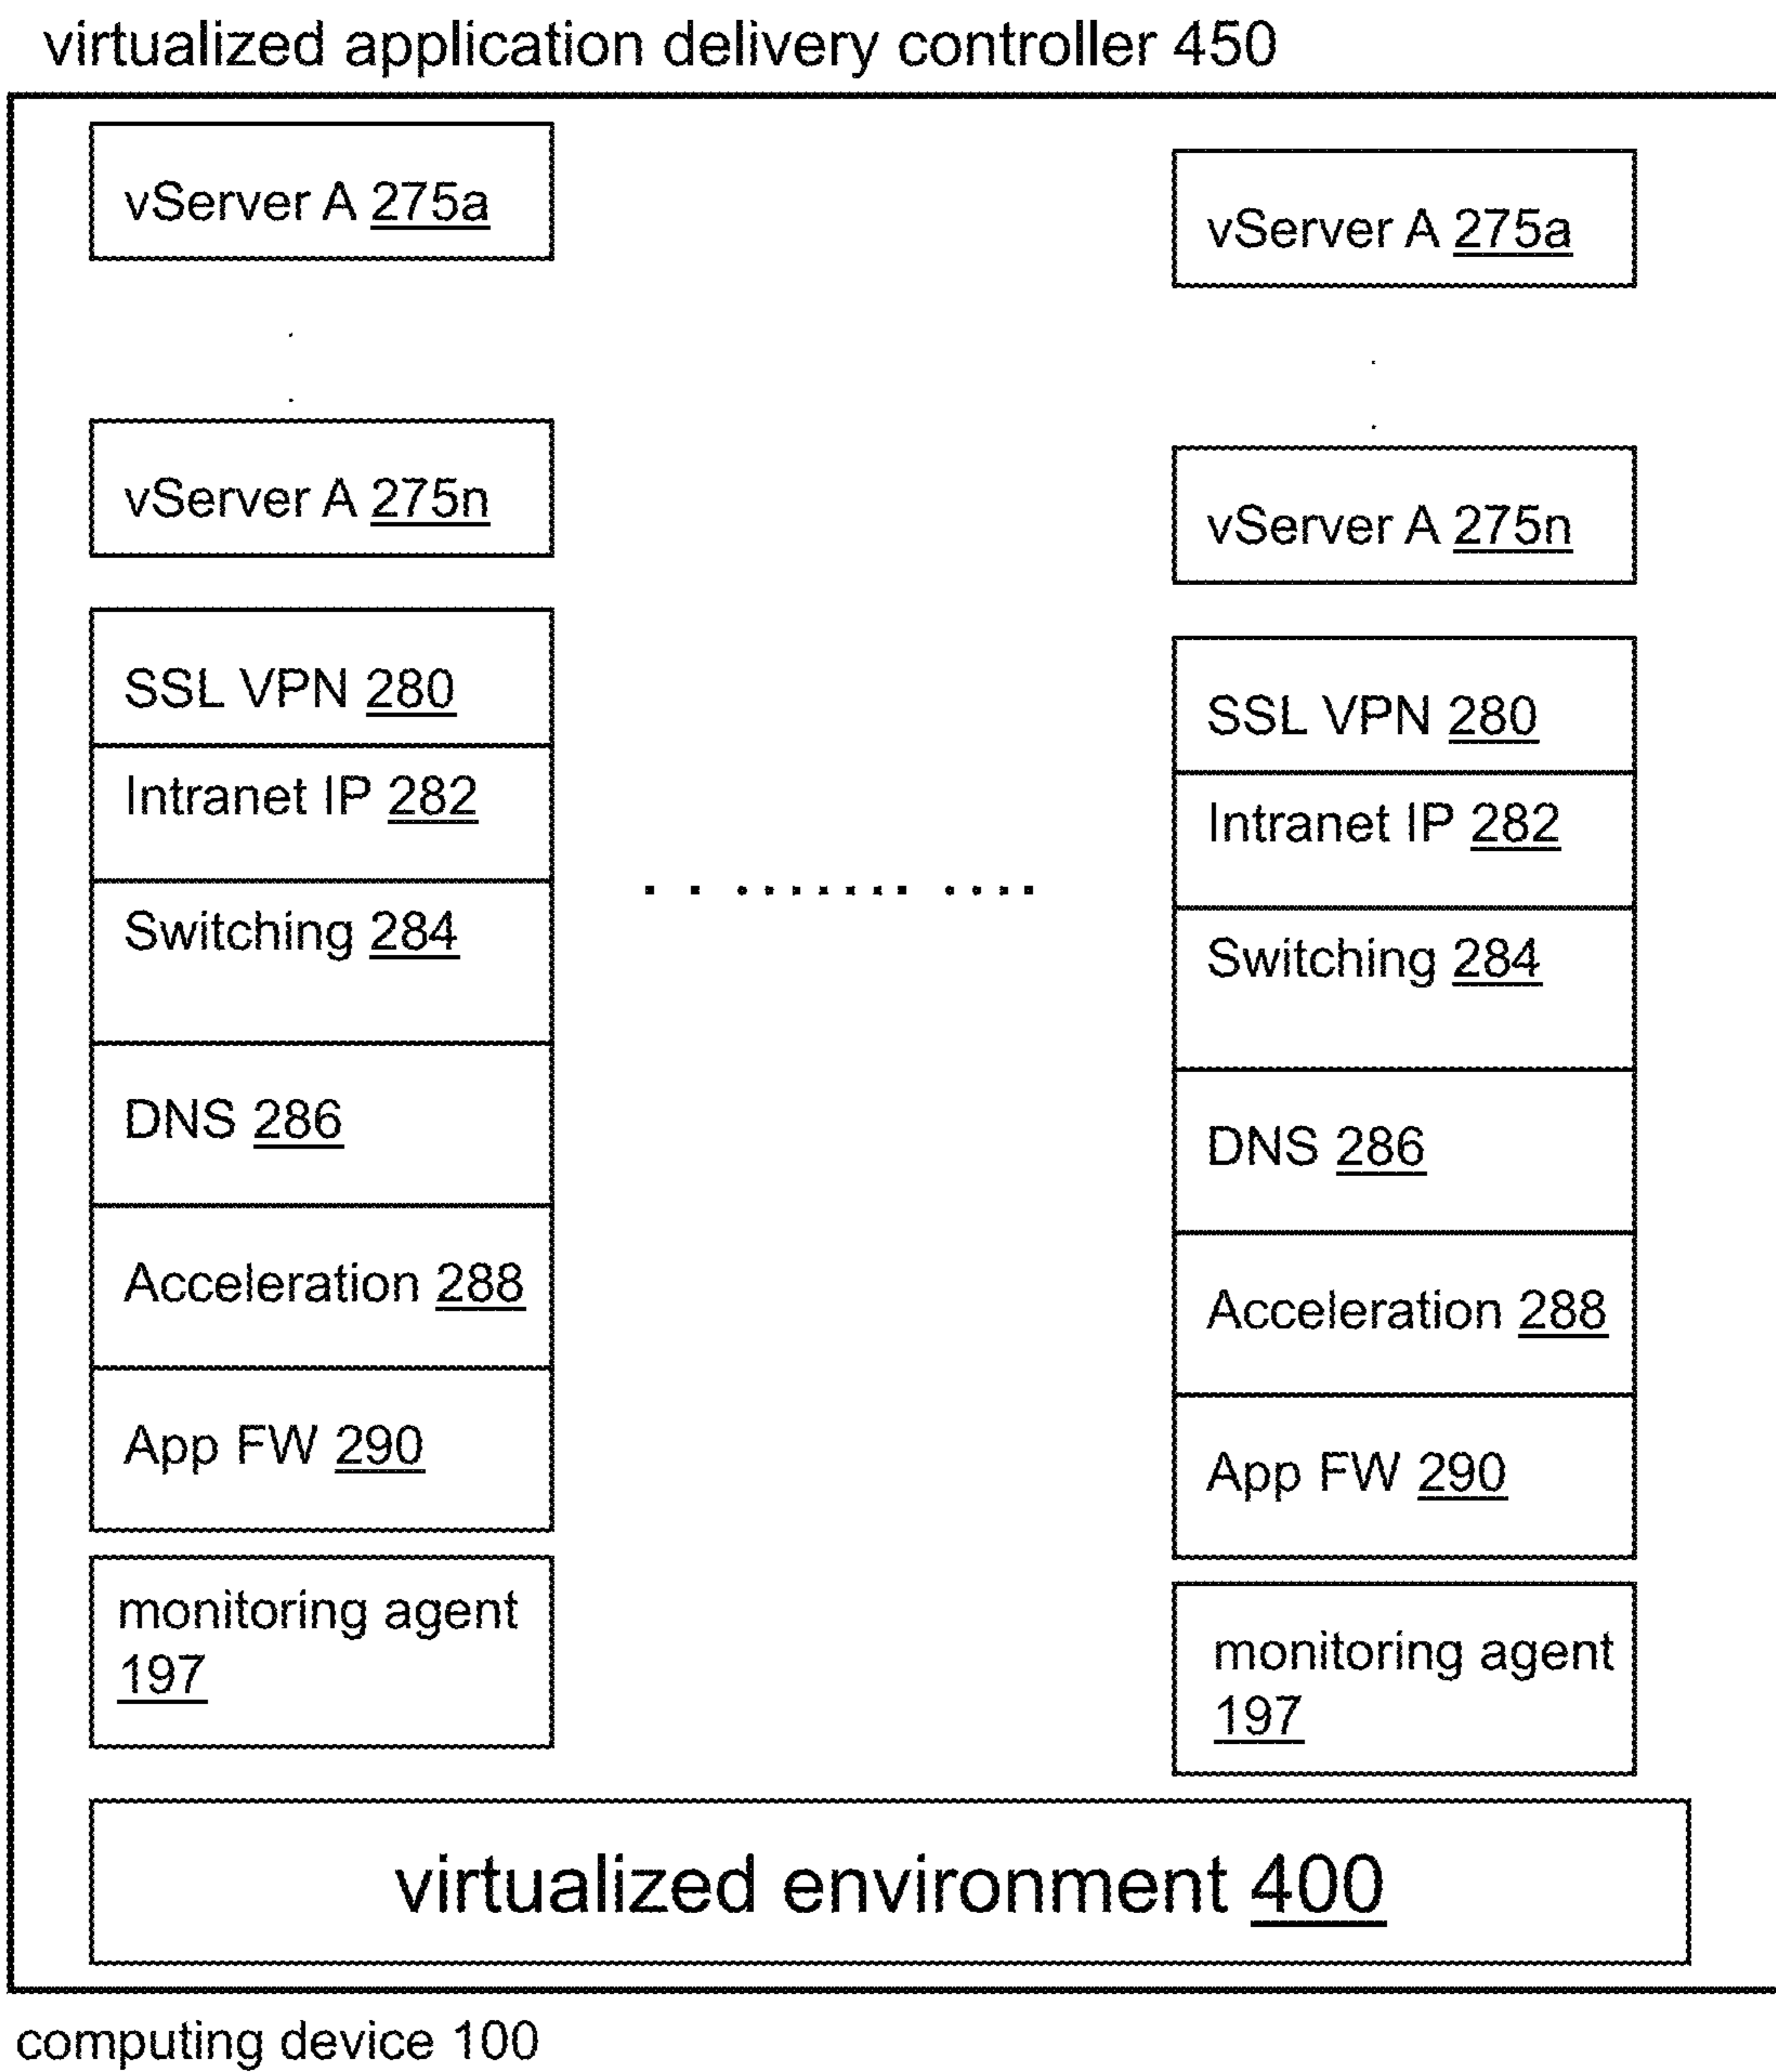 virtualized application delivery controller 450
vServer A 275a
vServer A 275n
SSL VPN 280
Intranet IP 282
Switching 284
DNS 286
Acceleration 288
App FW 290
monitoring agent
197
vServer A 275a
vServer A 275n
SSL VPN 280
Intranet IP 282
Switching 284
DNS 286
Acceleration 288
App FW 290
monitoring agent
197
virtualized environment 400
computing device 100